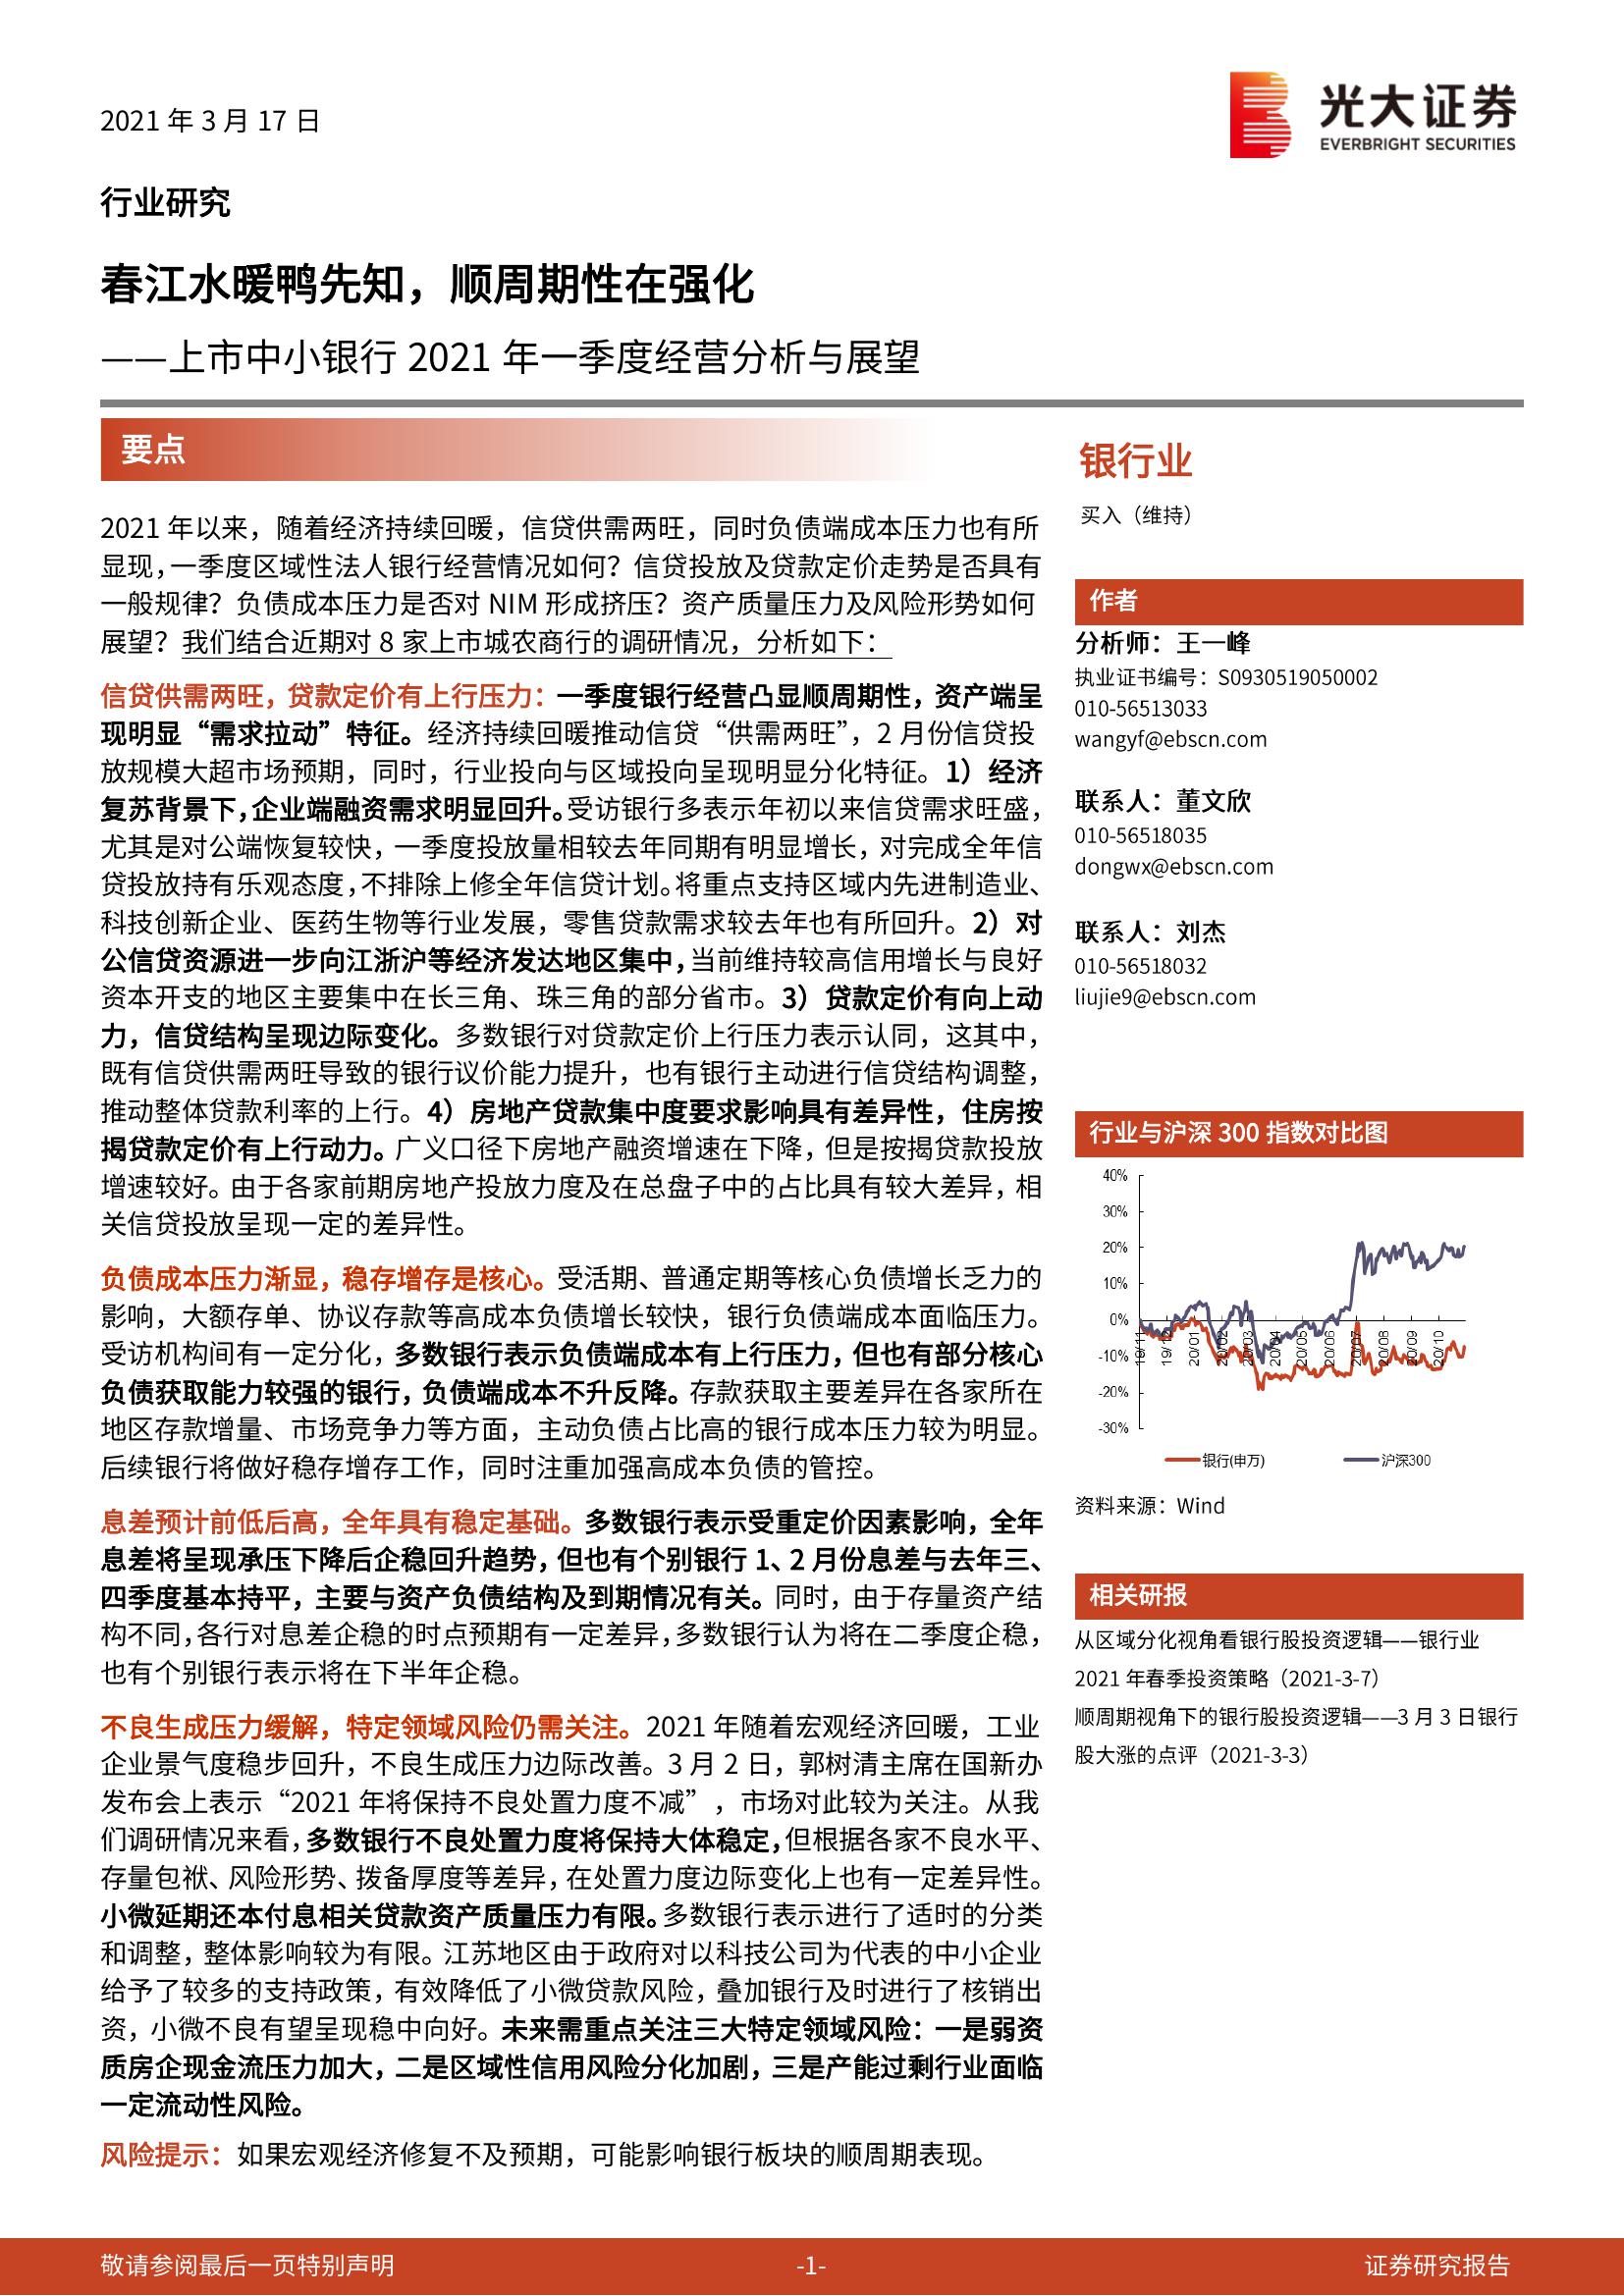 2021 年 3 月 17 日
光大证券
EVERBRIGHT SECURITIES
行业研究
春江水暖鸭先知，顺周期性在强化
——上市中小银行 2021 年一季度经营分析与展望
要点
2021 年以来，随着经济持续回暖，信贷供需两旺，同时负债端成本压力也有所
显现，一季度区域性法人银行经营情况如何？信贷投放及贷款定价走势是否具有
一般规律？负债成本压力是否对 NIM 形成挤压？资产质量压力及风险形势如何
展望？我们结合近期对 8 家上市城农商行的调研情况，分析如下：
信贷供需两旺，贷款定价有上行压力：一季度银行经营凸显顺周期性，资产端呈
现明显“需求拉动”特征。经济持续回暖推动信贷“供需两旺”，2 月份信贷投
放规模大超市场预期，同时，行业投向与区域投向呈现明显分化特征。1）经济
复苏背景下，企业端融资需求明显回升。受访银行多表示年初以来信贷需求旺盛，
尤其是对公端恢复较快，一季度投放量相较去年同期有明显增长，对完成全年信
贷投放持有乐观态度，不排除上修全年信贷计划。将重点支持区域内先进制造业、
科技创新企业、医药生物等行业发展，零售贷款需求较去年也有所回升。2）对
公信贷资源进一步向江浙沪等经济发达地区集中，当前维持较高信用增长与良好
资本开支的地区主要集中在长三角、珠三角的部分省市。3）贷款定价有向上动
力，信贷结构呈现边际变化。多数银行对贷款定价上行压力表示认同，这其中，
既有信贷供需两旺导致的银行议价能力提升，也有银行主动进行信贷结构调整，
推动整体贷款利率的上行。4）房地产贷款集中度要求影响具有差异性，住房按
揭贷款定价有上行动力。广义口径下房地产融资增速在下降，但是按揭贷款投放
增速较好。由于各家前期房地产投放力度及在总盘子中的占比具有较大差异，相
关信贷投放呈现一定的差异性。
负债成本压力渐显，稳存增存是核心。受活期、普通定期等核心负债增长乏力的
影响，大额存单、协议存款等高成本负债增长较快，银行负债端成本面临压力。
受访机构间有一定分化，多数银行表示负债端成本有上行压力，但也有部分核心
负债获取能力较强的银行，负债端成本不升反降。存款获取主要差异在各家所在
地区存款增量、市场竞争力等方面，主动负债占比高的银行成本压力较为明显。
后续银行将做好稳存增存工作，同时注重加强高成本负债的管控。
息差预计前低后高，全年具有稳定基础。多数银行表示受重定价因素影响，全年
息差将呈现承压下降后企稳回升趋势，但也有个别银行 1、2 月份息差与去年三、
四季度基本持平，主要与资产负债结构及到期情况有关。同时，由于存量资产结
构不同，各行对息差企稳的时点预期有一定差异，多数银行认为将在二季度企稳，
也有个别银行表示将在下半年企稳。
不良生成压力缓解，特定领域风险仍需关注。2021 年随着宏观经济回暖，工业
企业景气度稳步回升，不良生成压力边际改善。3 月 2 日，郭树清主席在国新办
发布会上表示“2021 年将保持不良处置力度不减”，市场对此较为关注。从我
们调研情况来看，多数银行不良处置力度将保持大体稳定，但根据各家不良水平、
存量包袱、风险形势、拨备厚度等差异，在处置力度边际变化上也有一定差异性。
小微延期还本付息相关贷款资产质量压力有限。多数银行表示进行了适时的分类
和调整，整体影响较为有限。江苏地区由于政府对以科技公司为代表的中小企业
给予了较多的支持政策，有效降低了小微贷款风险，叠加银行及时进行了核销出
资，小微不良有望呈现稳中向好。未来需重点关注三大特定领域风险：一是弱资
质房企现金流压力加大，二是区域性信用风险分化加剧，三是产能过剩行业面临
一定流动性风险。
风险提示：如果宏观经济修复不及预期，可能影响银行板块的顺周期表现。
银行业
买入（维持）
作者
分析师：王一峰
执业证书编号：S0930519050002
010-56513033
wangyf@ebscn.com
联系人：董文欣
010-56518035
dongwx@ebscn.com
联系人：刘杰
010-56518032
liujie9@ebscn.com
行业与沪深 300 指数对比图
40%
30%
20%
10%
0%
-10%
-20%
-30%
19/11 19/12 20/01 20/02 20/03 20/04 20/05 20/06 20/07 20/08 20/09 20/10
银行(申万) 沪深300
资料来源：Wind
相关研报
从区域分化视角看银行股投资逻辑——银行业
2021 年春季投资策略（2021-3-7）
顺周期视角下的银行股投资逻辑——3 月 3 日银行
股大涨的点评（2021-3-3）
敬请参阅最后一页特别声明 -1- 证券研究报告